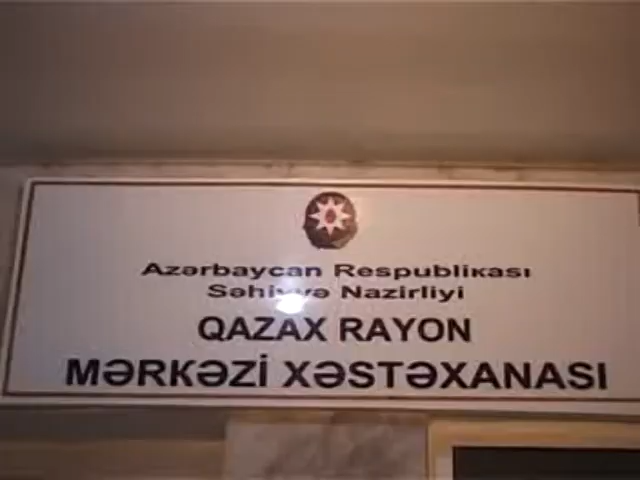 Azərbaycan Respublikası
Səhiyyə Nazirliyi
QAZAX RAYON
MƏRKƏZİ XƏSTƏXANASI